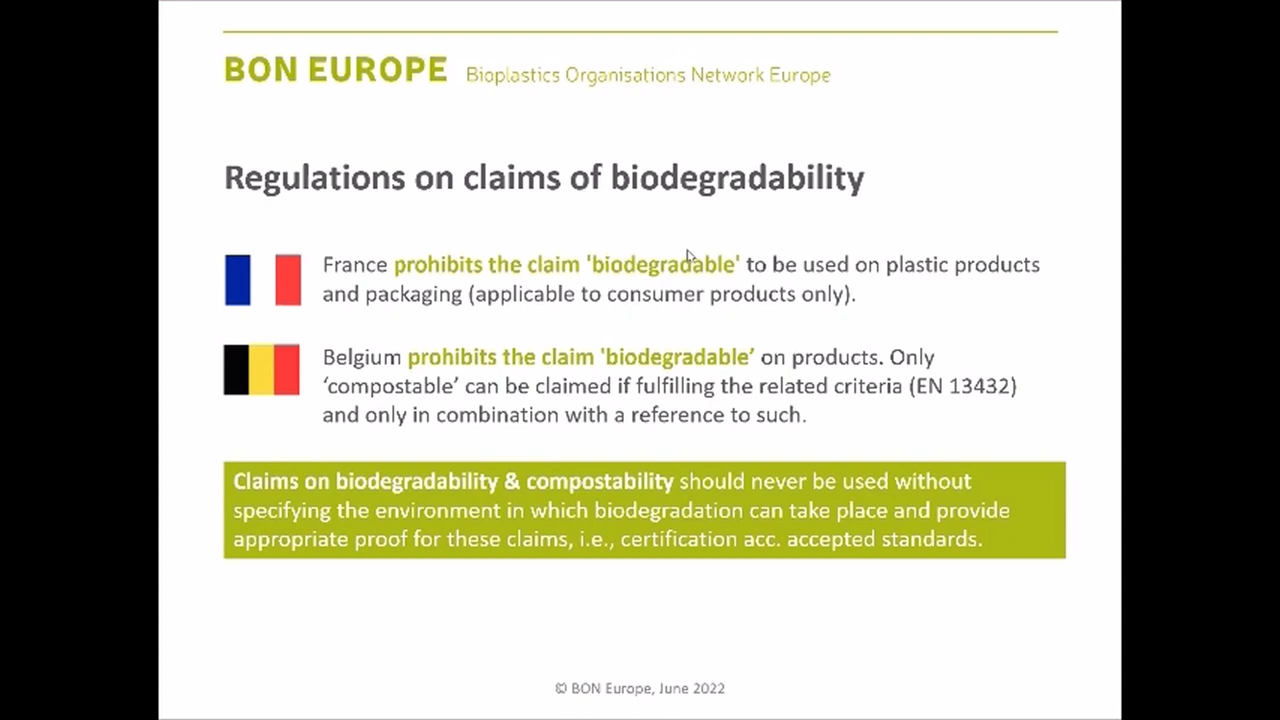 BON EUROPE Bioplastics Organisations Network Europe
Regulations on claims of biodegradability
France prohibits the claim 'biodegradable' to be used on plastic products
and packaging (applicable to consumer products only).
Belgium prohibits the claim 'biodegradable’ on products. Only
‘compostable’ can be claimed if fulfilling the related criteria (EN 13432)
and only in combination with a reference to such.
Claims on biodegradability & compostability should never be used without
specifying the environment in which biodegradation can take place and provide
appropriate proof for these claims, i.e., certification acc. accepted standards.
© BON Europe, June 2022